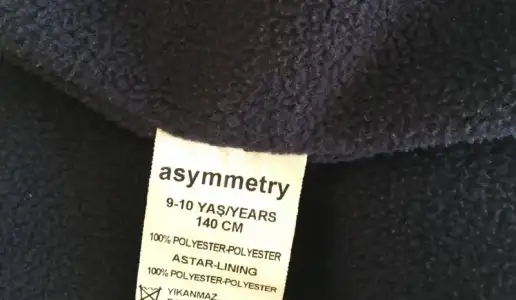 asymmetry
9-10 YAŞ/YEARS
140 CM
100% POLYESTER-POLYESTER
ASTAR-LINING
100% POLYESTER-POLYESTER
YIKANMAZ